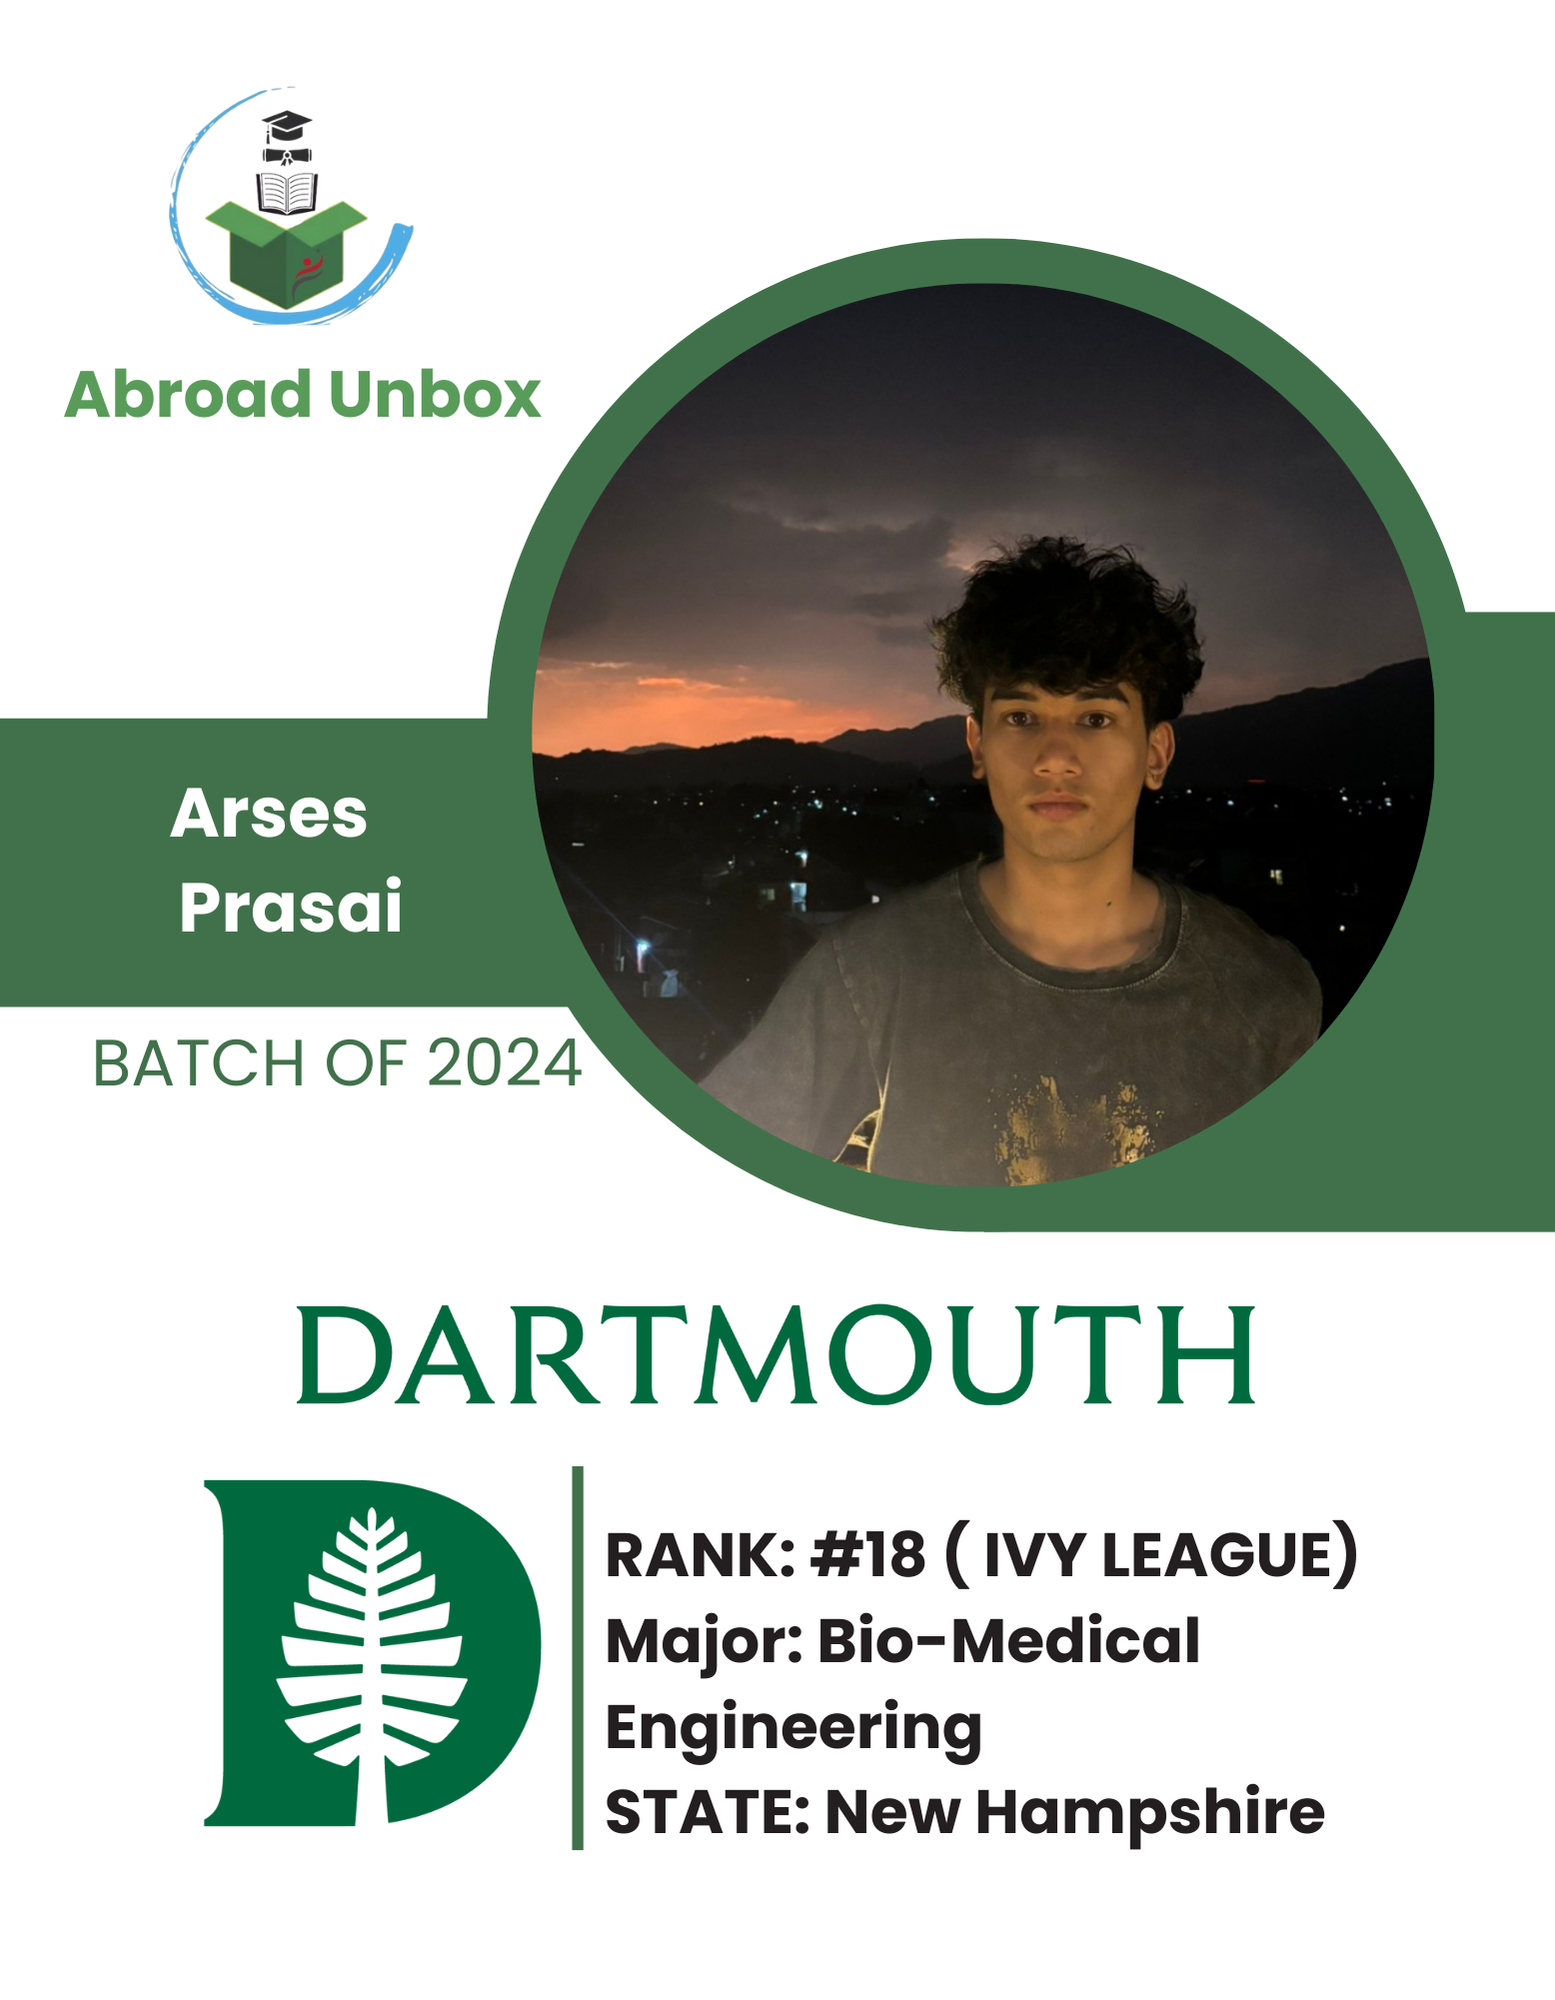 Abroad Unbox
Arses
Prasai
BATCH OF 2024
DARTMOUTH
D
RANK: #18 ( IVY LEAGUE)
Major: Bio-Medical
Engineering
STATE: New Hampshire